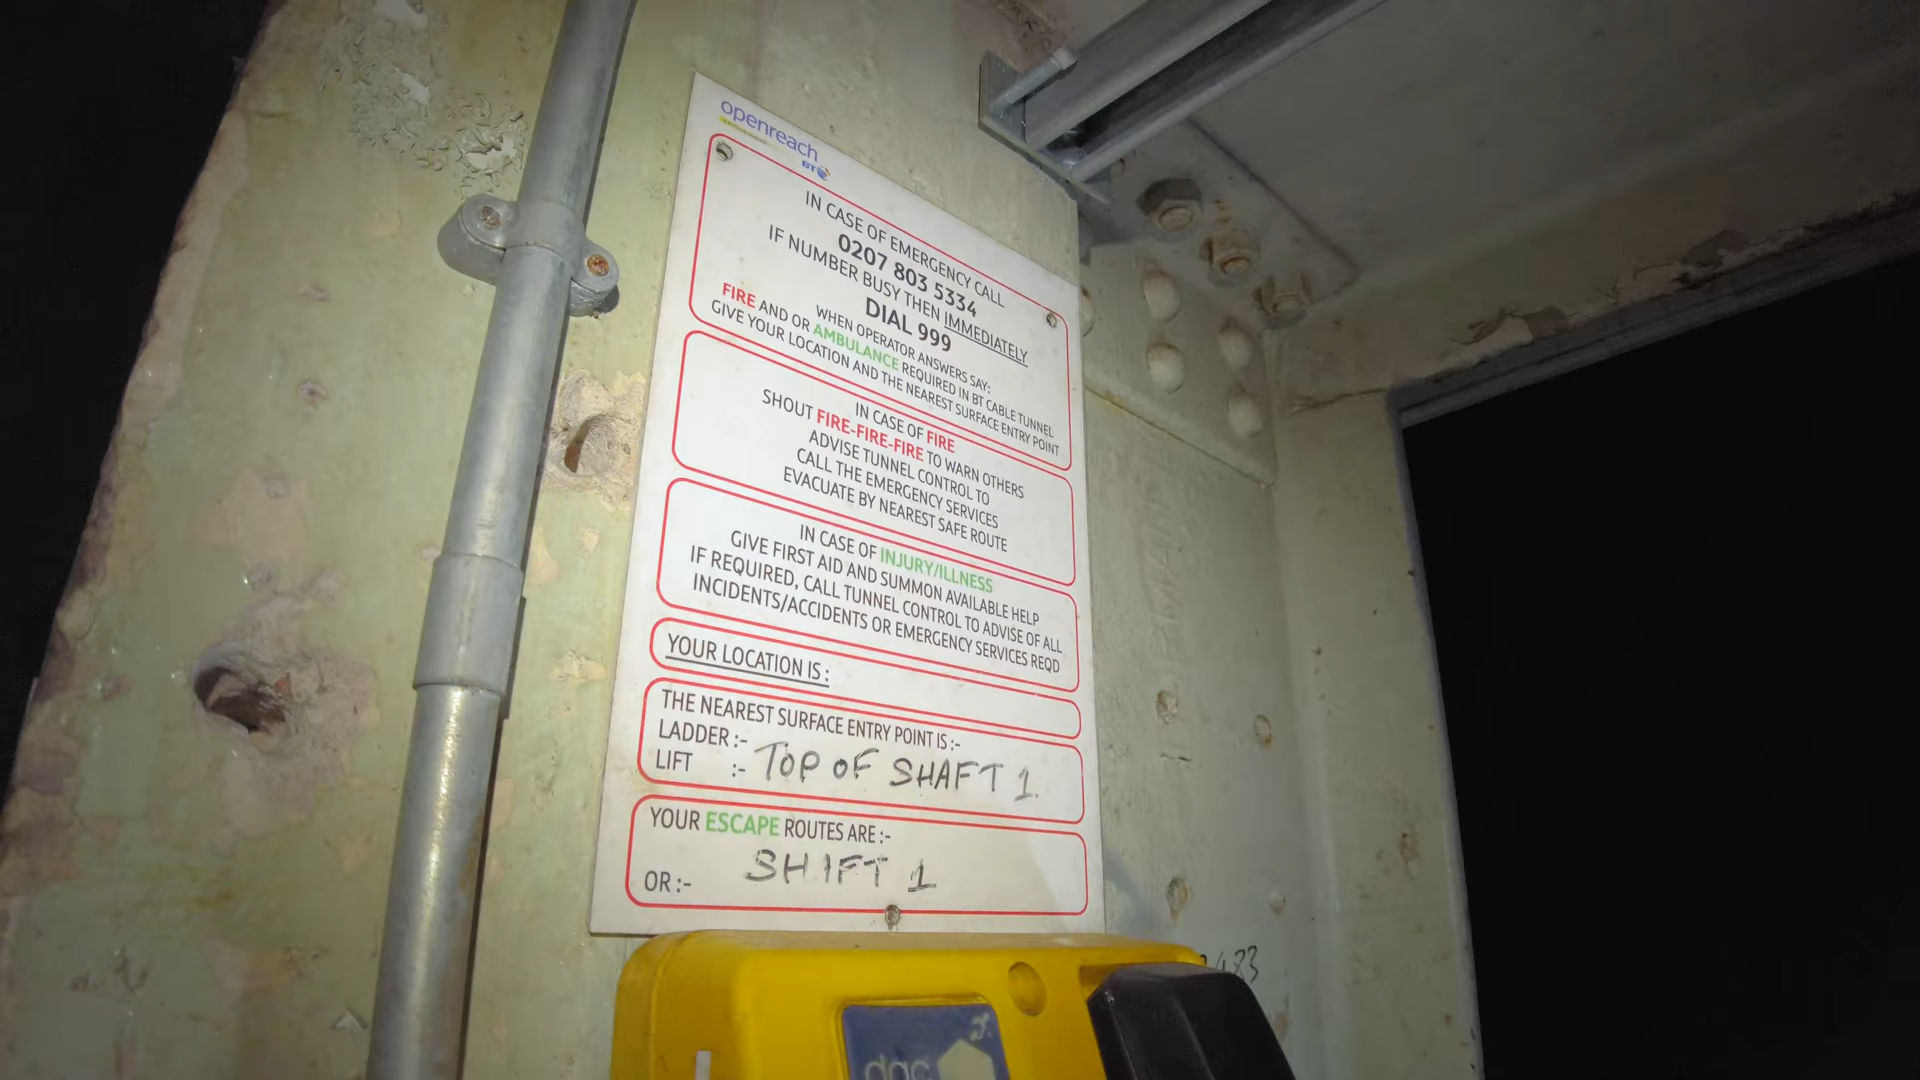 openreach
BT
IN CASE OF EMERGENCY CALL
0207 803 5334
IF NUMBER BUSY THEN IMMEDIATELY
DIAL 999
WHEN OPERATOR ANSWERS SAY:
FIRE AND OR AMBULANCE REQUIRED IN BT CABLE TUNNEL
GIVE YOUR LOCATION AND THE NEAREST SURFACE ENTRY POINT
IN CASE OF FIRE
SHOUT FIRE-FIRE-FIRE TO WARN OTHERS
ADVISE TUNNEL CONTROL TO
CALL THE EMERGENCY SERVICES
EVACUATE BY NEAREST SAFE ROUTE
IN CASE OF INJURY/ILLNESS
GIVE FIRST AID AND SUMMON AVAILABLE HELP
IF REQUIRED, CALL TUNNEL CONTROL TO ADVISE OF ALL
INCIDENTS/ACCIDENTS OR EMERGENCY SERVICES REQD
YOUR LOCATION IS :
THE NEAREST SURFACE ENTRY POINT IS :-
LADDER :-
LIFT :- TOP OF SHAFT 1.
YOUR ESCAPE ROUTES ARE :-
SHIFT 1
OR :-
dac